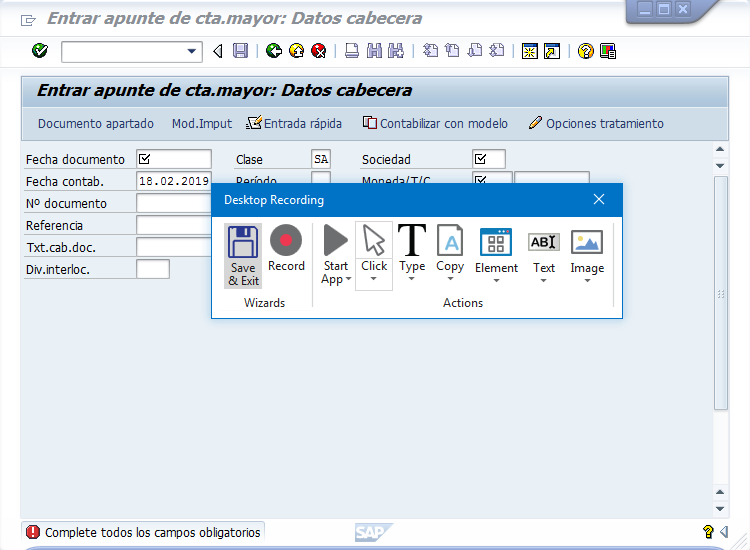 Entrar apunte de cta.mayor: Datos cabecera
Entrar apunte de cta.mayor: Datos cabecera
Documento apartado Mod.Imput Entrada rápida Contabilizar con modelo Opciones tratamiento
Fecha documento Clase SA Sociedad
Fecha contab. 18.02.2019 Período Moneda/T/C
Nº documento
Referencia
Txt.cab.doc.
Div.interloc.
Desktop Recording
Save & Exit
Record
Start App
Click
T
Type
A
Copy
Element
AB
Text
Image
Wizards
Actions
Complete todos los campos obligatorios
SAP